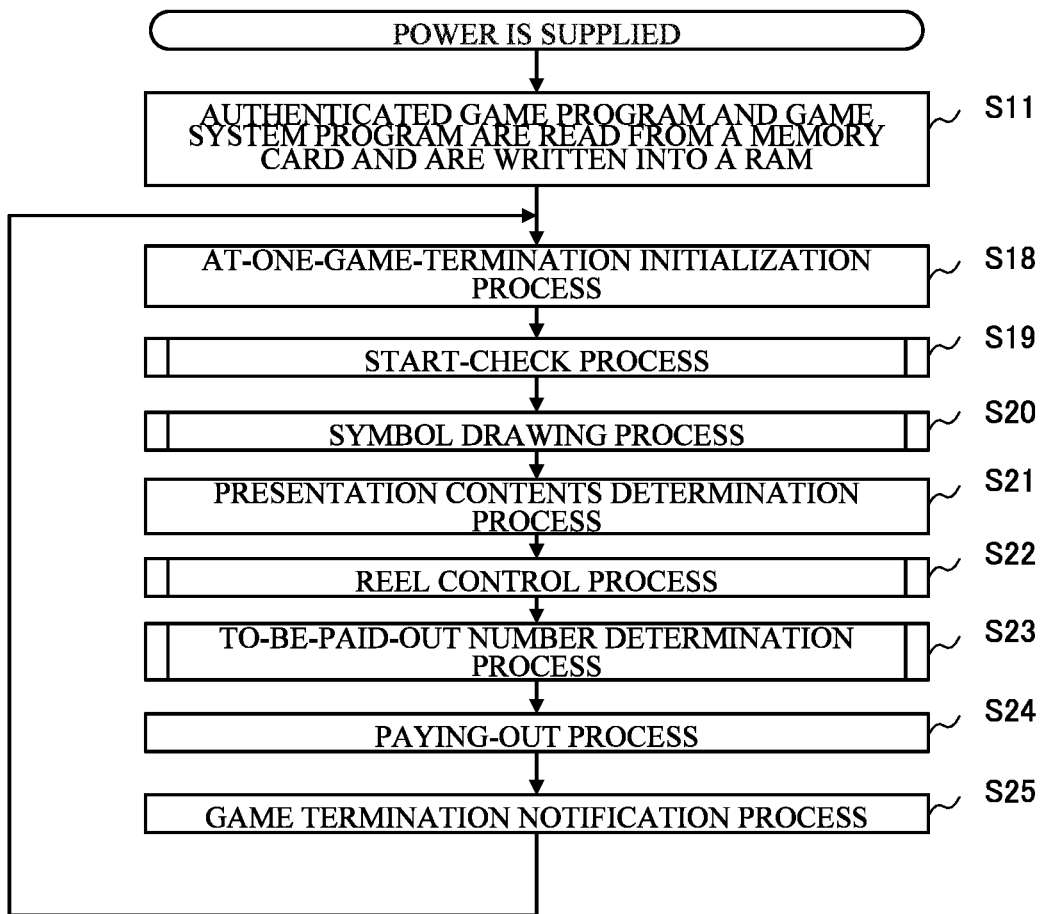 POWER IS SUPPLIED
AUTHENTICATED GAME PROGRAM AND GAME
SYSTEM PROGRAM ARE READ FROM A MEMORY
CARD AND ARE WRITTEN INTO A RAM
S11
AT-ONE-GAME-TERMINATION INITIALIZATION
PROCESS
S18
START-CHECK PROCESS
S19
SYMBOL DRAWING PROCESS
S20
PRESENTATION CONTENTS DETERMINATION
PROCESS
S21
REEL CONTROL PROCESS
S22
TO-BE-PAID-OUT NUMBER DETERMINATION
PROCESS
S23
PAYING-OUT PROCESS
S24
GAME TERMINATION NOTIFICATION PROCESS
S25